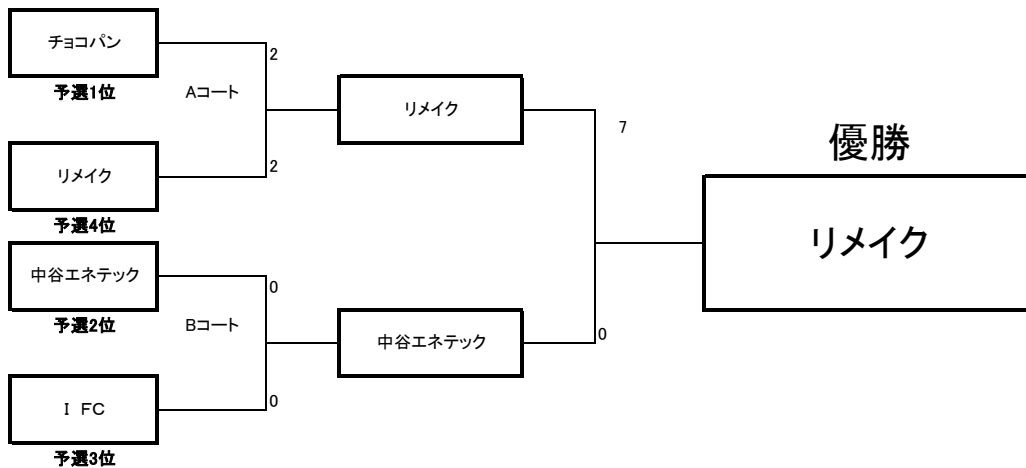 チョコパン
2
予選1位
Aコート
リメイク
7
優勝
リメイク
2
予選4位
リメイク
中谷エネテック
0
予選2位
Bコート
中谷エネテック
0
I FC
0
予選3位